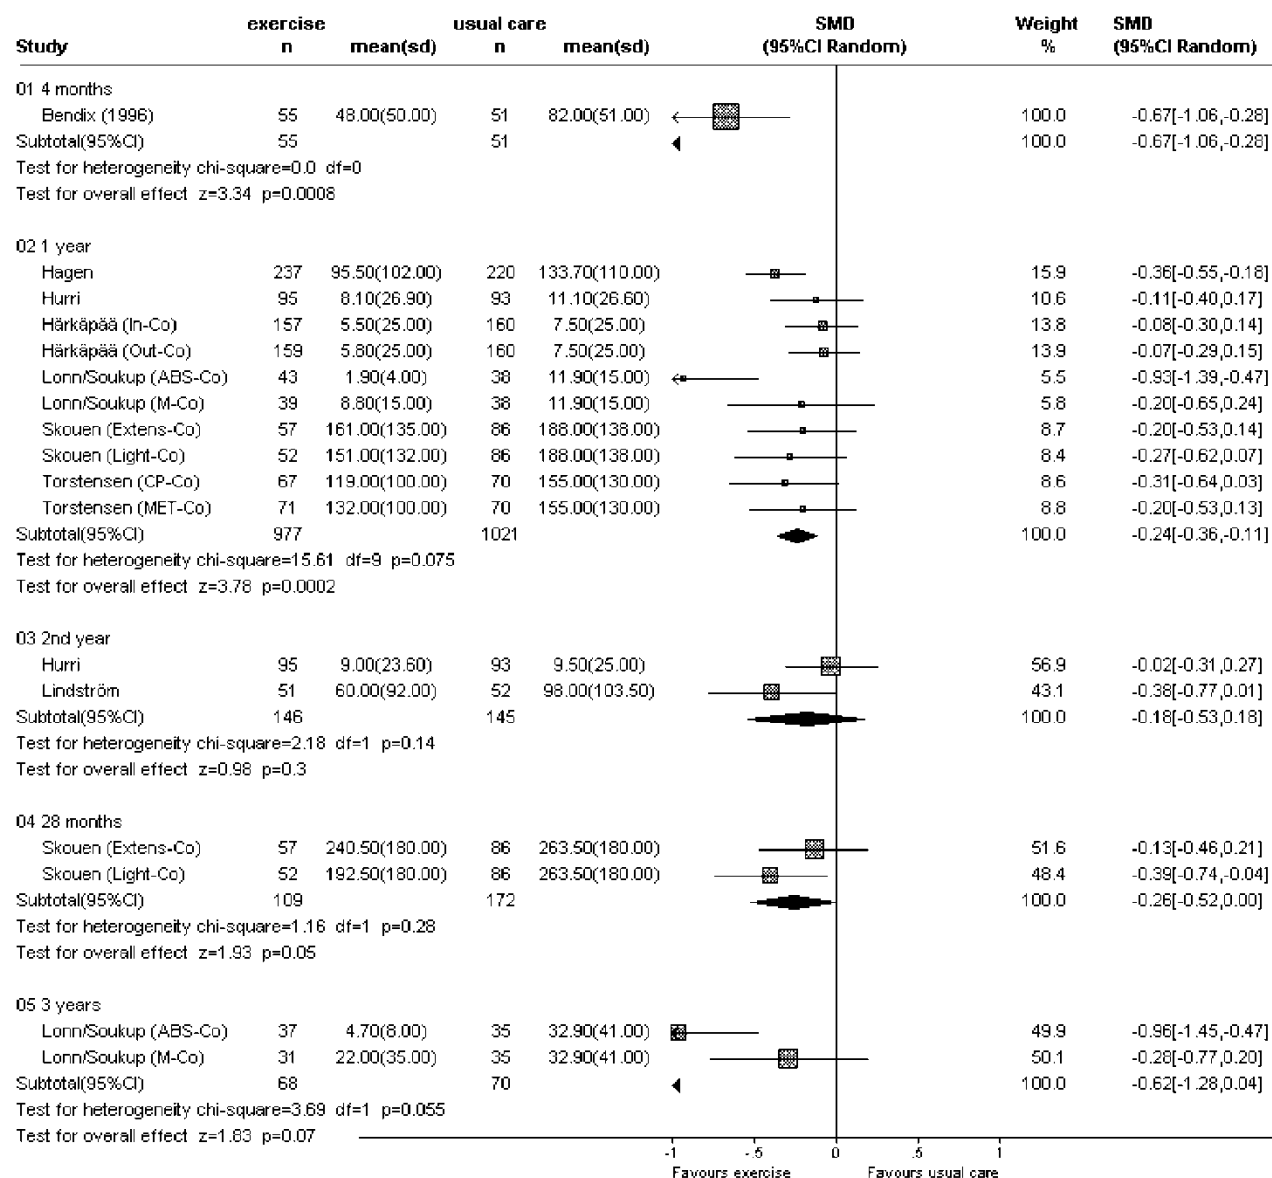 exercise usual care SMD Weight SMD
Study n mean(sd) n mean(sd) (95%CI Random) % (95%CI Random)
01 4 months
Bendix (1996) 55 48.00(50.00) 51 82.00(51.00) 100.0 -0.67[-1.06,-0.28]
Subtotal(95%CI) 55 51 100.0 -0.67[-1.06,-0.28]
Test for heterogeneity chi-square=0.0 df=0
Test for overall effect z=3.34 p=0.0008
02 1 year
Hagen 237 95.50(102.00) 220 133.70(110.00) 15.9 -0.36[-0.55,-0.18]
Hurri 95 8.10(26.90) 93 11.10(26.60) 10.6 -0.11[-0.40,0.17]
Härkäpää (In-Co) 157 5.50(25.00) 160 7.50(25.00) 13.8 -0.08[-0.30,0.14]
Härkäpää (Out-Co) 159 5.80(25.00) 160 7.50(25.00) 13.9 -0.07[-0.29,0.15]
Lonn/Soukup (ABS-Co) 43 1.90(4.00) 38 11.90(15.00) 5.5 -0.93[-1.39,-0.47]
Lonn/Soukup (M-Co) 39 8.80(15.00) 38 11.90(15.00) 5.8 -0.20[-0.65,0.24]
Skouen (Extens-Co) 57 161.00(135.00) 86 188.00(138.00) 8.7 -0.20[-0.53,0.14]
Skouen (Light-Co) 52 151.00(132.00) 86 188.00(138.00) 8.4 -0.27[-0.62,0.07]
Torstensen (CP-Co) 67 119.00(100.00) 70 155.00(130.00) 8.6 -0.31[-0.64,0.03]
Torstensen (MET-Co) 71 132.00(100.00) 70 155.00(130.00) 8.8 -0.20[-0.53,0.13]
Subtotal(95%CI) 977 1021 100.0 -0.24[-0.36,-0.11]
Test for heterogeneity chi-square=15.61 df=9 p=0.075
Test for overall effect z=3.78 p=0.0002
03 2nd year
Hurri 95 9.00(23.60) 93 9.50(25.00) 56.9 -0.02[-0.31,0.27]
Lindström 51 60.00(92.00) 52 98.00(103.50) 43.1 -0.38[-0.77,0.01]
Subtotal(95%CI) 146 145 100.0 -0.18[-0.53,0.18]
Test for heterogeneity chi-square=2.18 df=1 p=0.14
Test for overall effect z=0.98 p=0.3
04 28 months
Skouen (Extens-Co) 57 240.50(180.00) 86 263.50(180.00) 51.6 -0.13[-0.46,0.21]
Skouen (Light-Co) 52 192.50(180.00) 86 263.50(180.00) 48.4 -0.39[-0.74,-0.04]
Subtotal(95%CI) 109 172 100.0 -0.26[-0.52,0.00]
Test for heterogeneity chi-square=1.16 df=1 p=0.28
Test for overall effect z=1.93 p=0.05
05 3 years
Lonn/Soukup (ABS-Co) 37 4.70(8.00) 35 32.90(41.00) 49.9 -0.96[-1.45,-0.47]
Lonn/Soukup (M-Co) 31 22.00(35.00) 35 32.90(41.00) 50.1 -0.28[-0.77,0.20]
Subtotal(95%CI) 68 70 100.0 -0.62[-1.28,0.04]
Test for heterogeneity chi-square=3.69 df=1 p=0.055
Test for overall effect z=1.83 p=0.07
-1 -.5 0 .5 1
Favours exercise Favours usual care